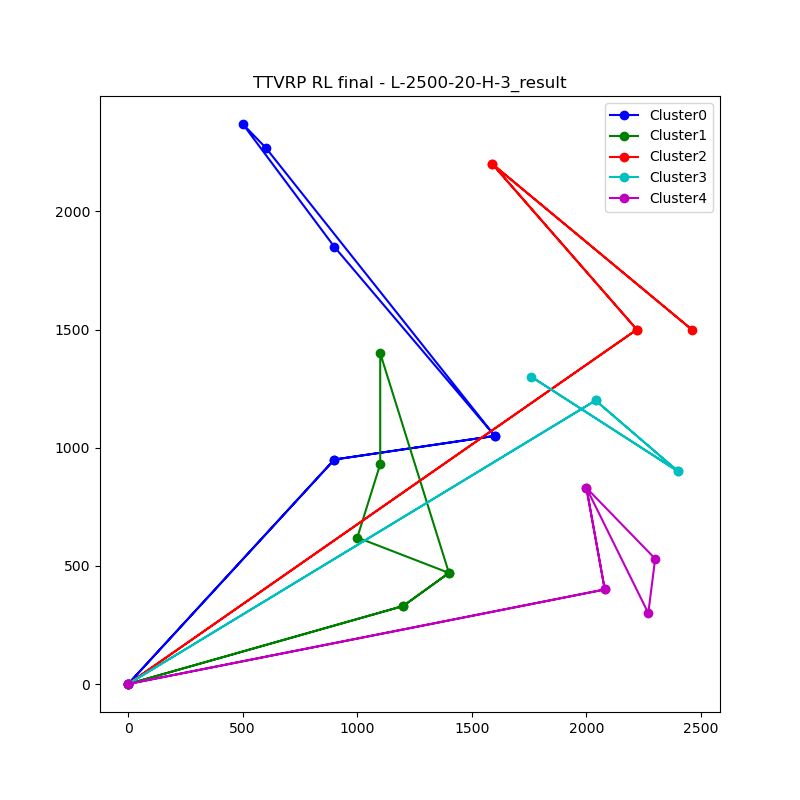 TTVRP RL final - L-2500-20-H-3_result
Cluster0
Cluster1
Cluster2
Cluster3
Cluster4
2000
1500
1000
500
0
0 500 1000 1500 2000 2500